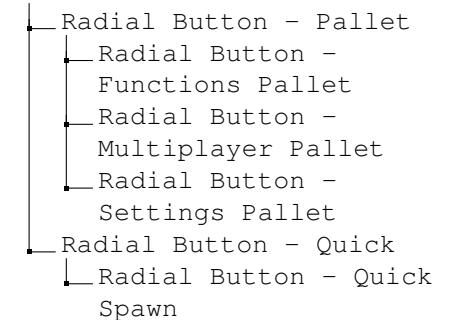 Radial Button - Pallet
Radial Button -
Functions Pallet
Radial Button -
Multiplayer Pallet
Radial Button -
Settings Pallet
Radial Button - Quick
Radial Button - Quick
Spawn